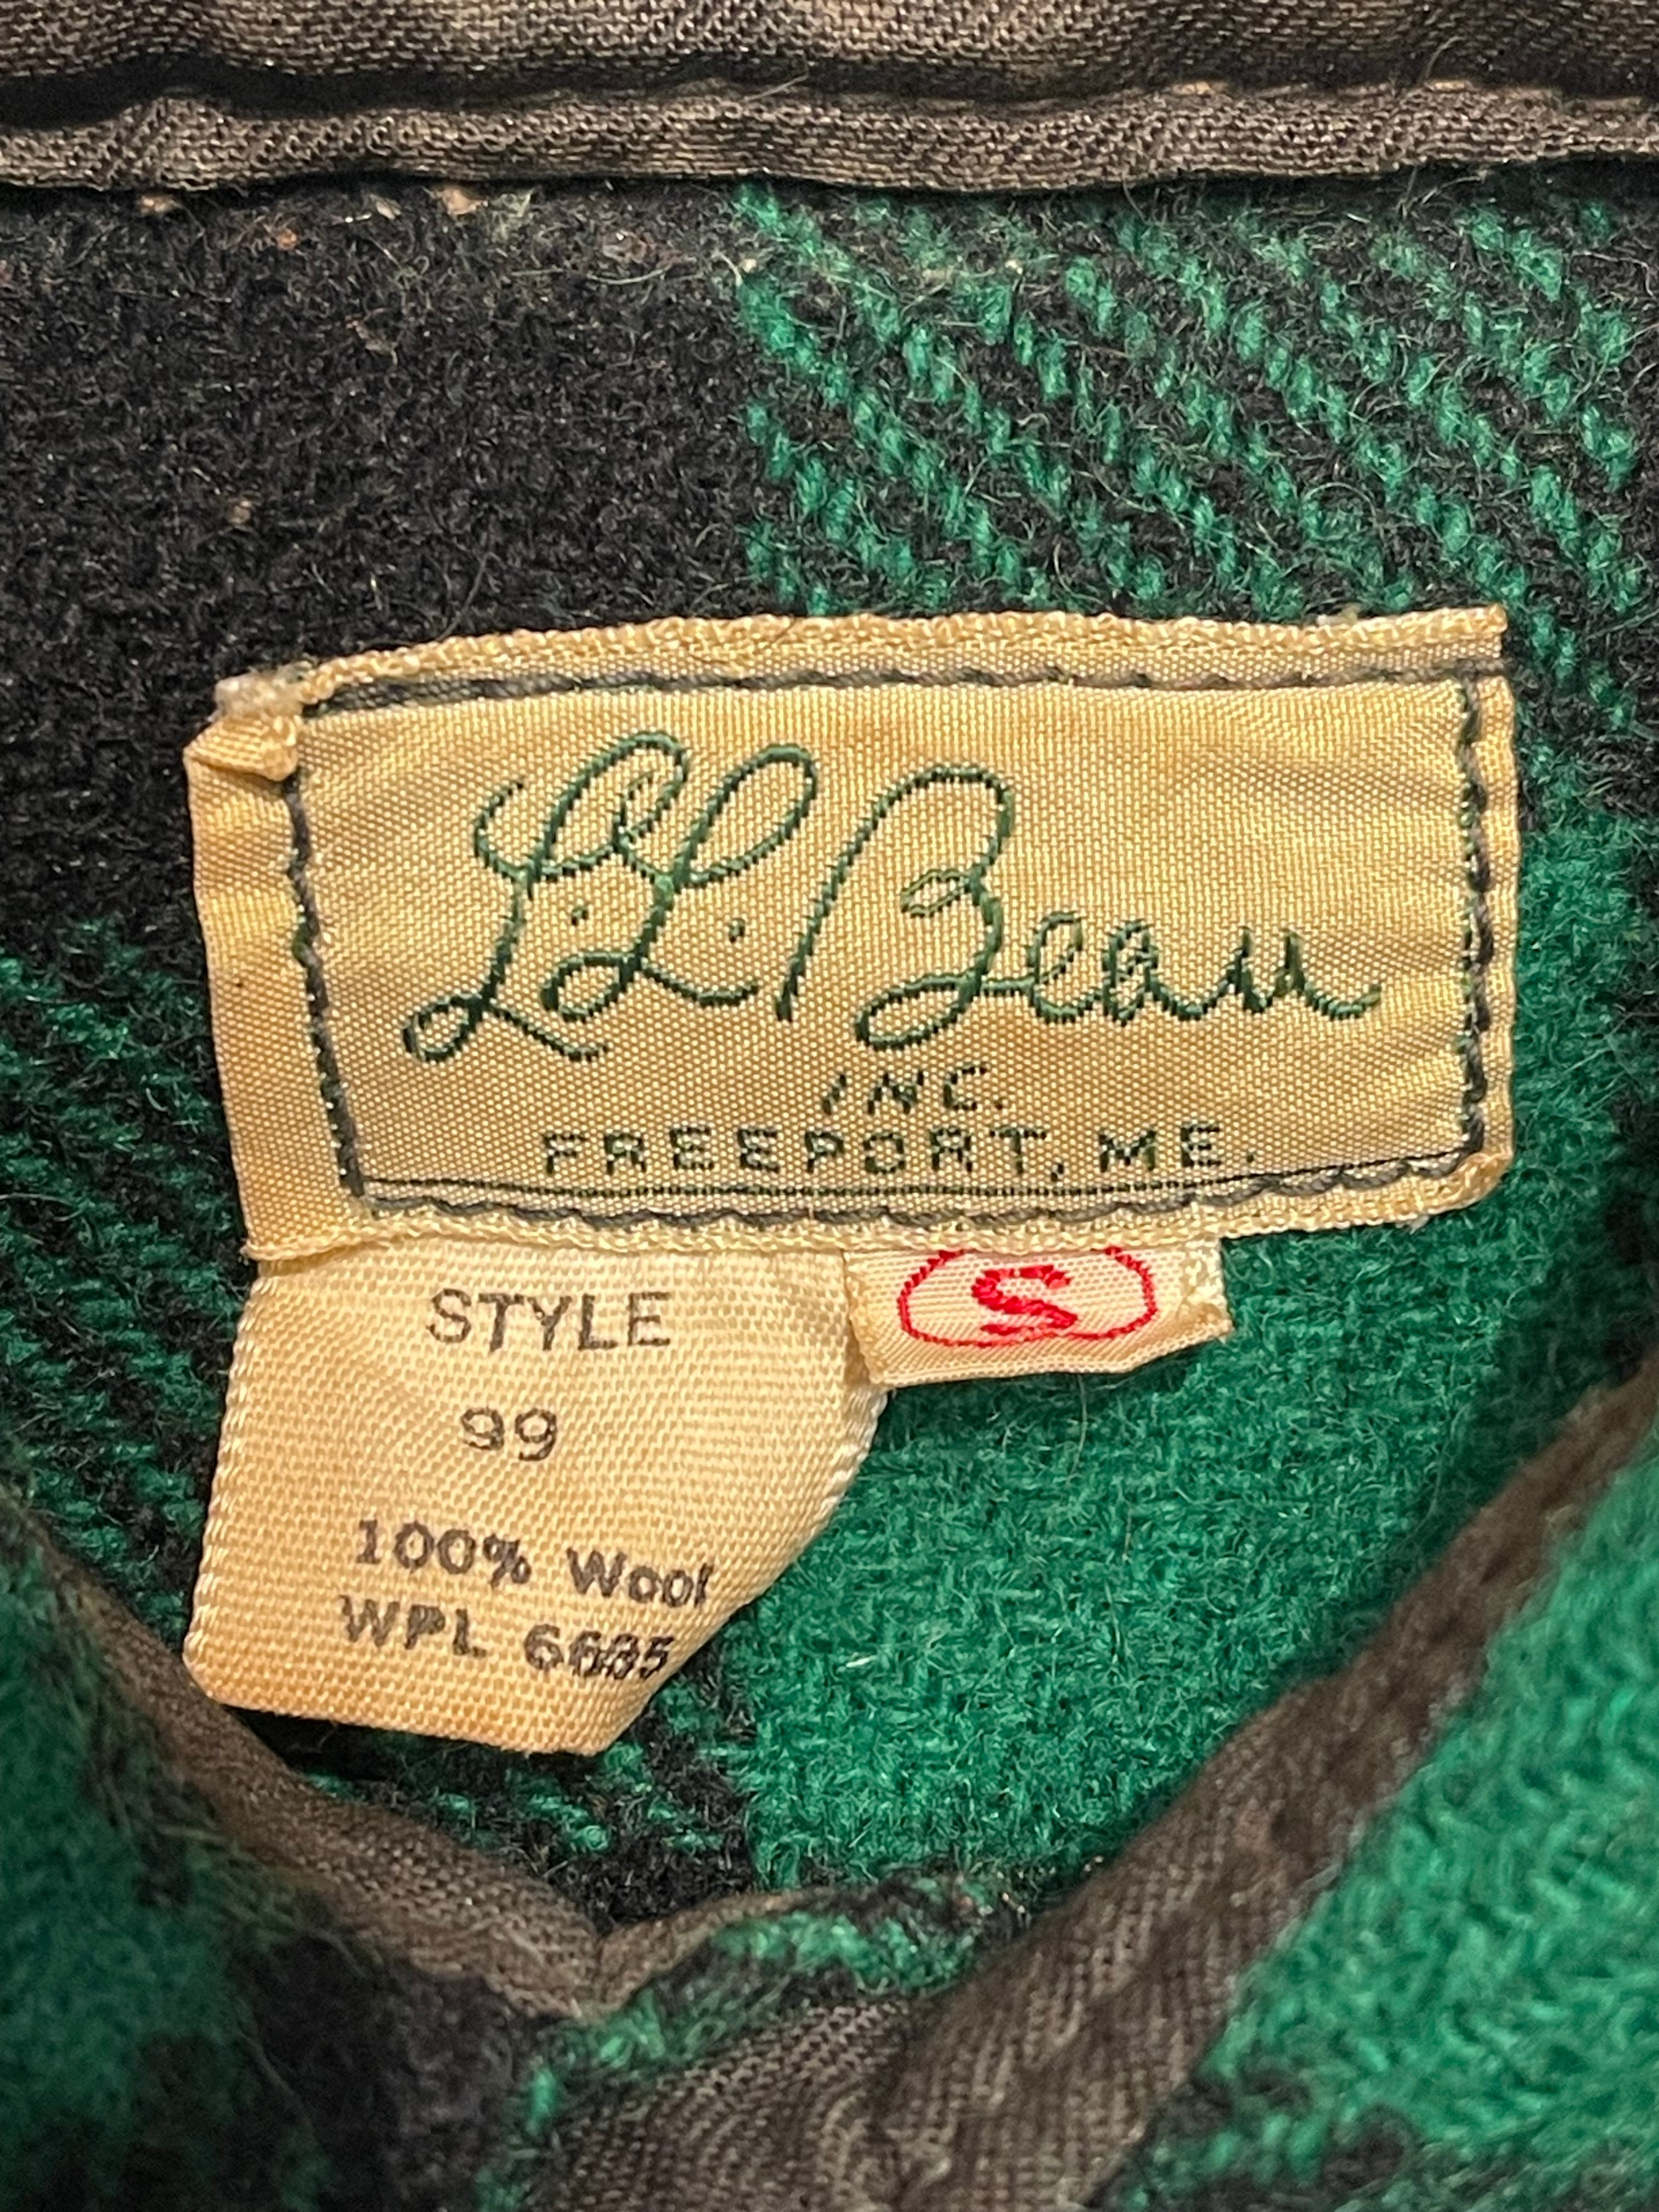 L.L. Bean
INC.
FREEPORT, ME.
S
STYLE
99
100% Wool
WPL 6685